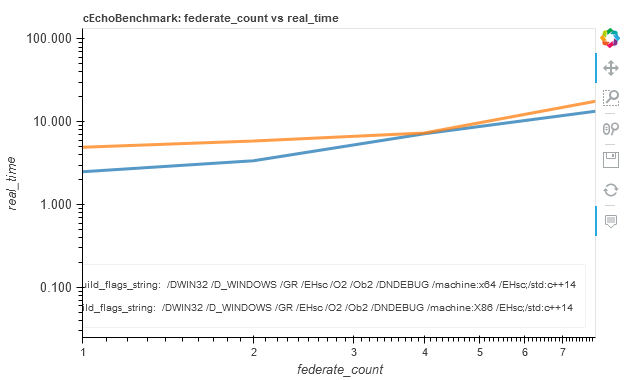 cEchoBenchmark: federate_count vs real_time
100.000
10.000
1.000
0.100
real_time
uild_flags_string: /DWIN32 /D_WINDOWS /GR /EHsc /O2 /Ob2 /DNDEBUG /machine:x64 /EHsc;/std:c++14
ild_flags_string: /DWIN32 /D_WINDOWS /GR /EHsc /O2 /Ob2 /DNDEBUG /machine:X86 /EHsc;/std:c++14
1 2 3 4 5 6 7
federate_count